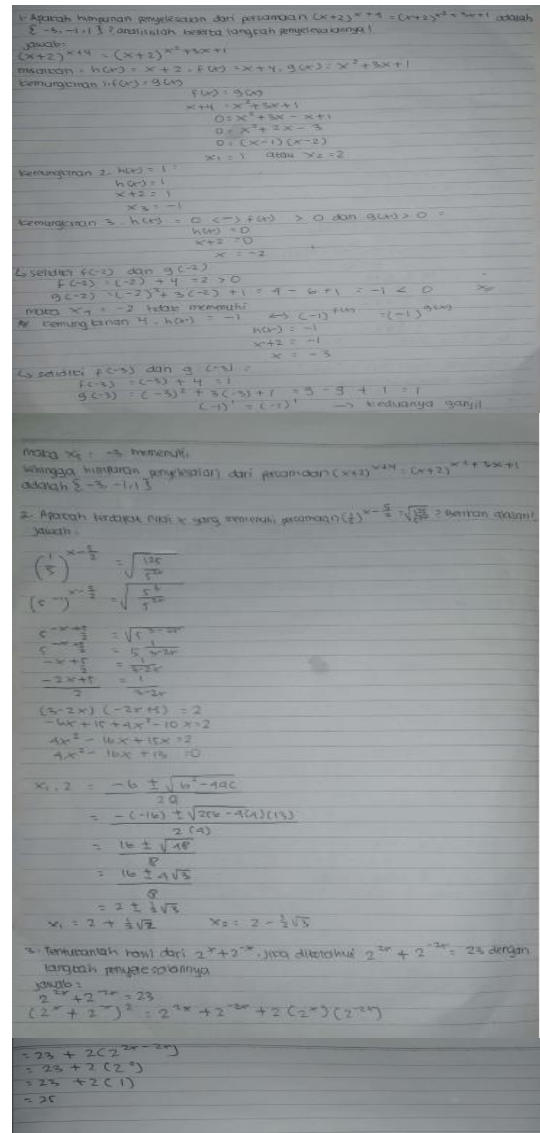 1. Apakah himpunan penyelesaian dari persamaan (x+2)^x+4 = (x+2)^x²+3x+1 adalah
{-3, -1, 1} ? analisislah beserta langkah penyelesaiannya!
Jawab:
(x+2)^x+4 = (x+2)^x²+3x+1
misalkan : h(x) = x+2, f(x) = x+4, g(x) = x²+3x+1
kemungkinan 1. f(x) = g(x)
f(x) = g(x)
x+4 = x²+3x+1
0 = x²+3x-x+1
0 = x²+2x-3
0 = (x-1)(x-2)
x₁ = 1 atau x₂ = 2
kemungkinan 2. h(x) = 1 =
h(x) = 1
x+2 = 1
x₃ = -1
kemungkinan 3. h(x) = 0 <-> f(x) > 0 dan g(x) > 0 =
h(x) = 0
x+2 = 0
x = -2
↳ selidiki f(-2) dan g(-2)
f(-2) = (-2) + 4 = 2 > 0
g(-2) = (-2)² + 3(-2) + 1 = 4 - 6 + 1 = -1 < 0
maka x₄ = -2 tidak memenuhi
kemungkinan 4. h(x) = -1 <-> (-1)^f(x) = (-1)^g(x)
h(x) = -1
x+2 = -1
x = -3
↳ selidiki f(-3) dan g(-3) =
f(-3) = (-3) + 4 = 1
g(-3) = (-3)² + 3(-3) + 1 = 9 - 9 + 1 = 1
(-1)¹ = (-1)¹ -> keduanya ganjil
maka x₅ = -3 memenuhi
sehingga himpunan penyelesaian dari persamaan (x+2)^x+4 = (x+2)^x²+3x+1
adalah {-3, -1, 1}
2. Apakah terdapat nilai x yang memenuhi persamaan ? Berikan alasan!
Jawab:
(1/5)^x-5/2 = √125/5^2x
= √5³/5^2x
5^-x+5/2 = √5^3-2x
5^-x+5/2 = 5^1/3-2x
-x+5/2 = 1/3-2x
-2x+5/2 = 1/3-2x
(3-2x)(-2x+5) = 2
-6x+15+4x²-10x = 2
4x² - 16x + 15x = 2
4x² - 16x + 13 = 0
x₁,₂ = -b ± √b²-4ac / 2a
= -(-16) ± √256-4(4)(13) / 2(4)
= 16 ± √48 / 8
= 16 ± 4√3 / 8
= 2 ± ½√3
x₁ = 2 + ½√2 x₂ = 2 - ½√3
3. Tentukanlah hasil dari 2^x+2^-x, jika diketahui 2^2x + 2^-2x = 23 dengan
langkah penyelesaiannya
Jawab =
2^2x + 2^-2x = 23
(2^x + 2^-x)² = 2^2x + 2^-2x + 2(2^x)(2^-2x)
= 23 + 2(2^2x-2x)
= 23 + 2(2⁰)
= 23 + 2(1)
= 25